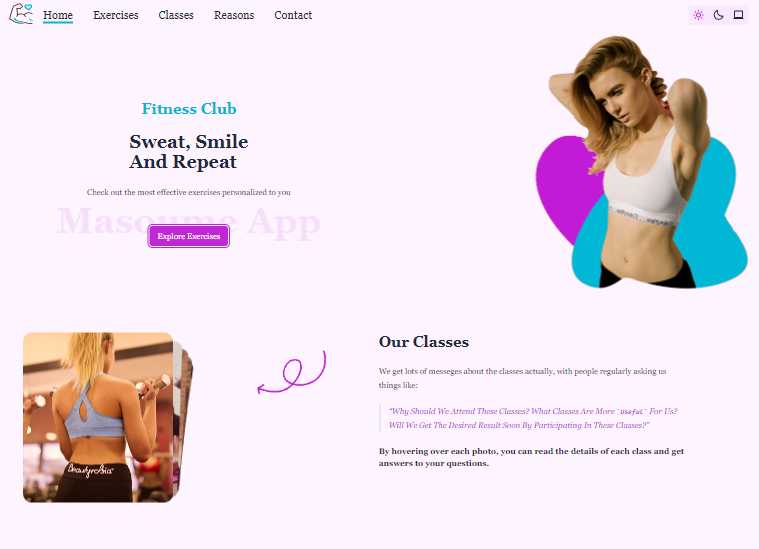 Home Exercises Classes Reasons Contact
Fitness Club
Sweat, Smile
And Repeat
Check out the most effective exercises personalized to you
Masoume App
Explore Exercises
Our Classes
We get lots of messeges about the classes actually, with people regularly asking us
things like:
"Why Should We Attend These Classes? What Classes Are More `Useful` For Us?
Will We Get The Desired Result Soon By Participating In These Classes?"
By hovering over each photo, you can read the details of each class and get
answers to your questions.